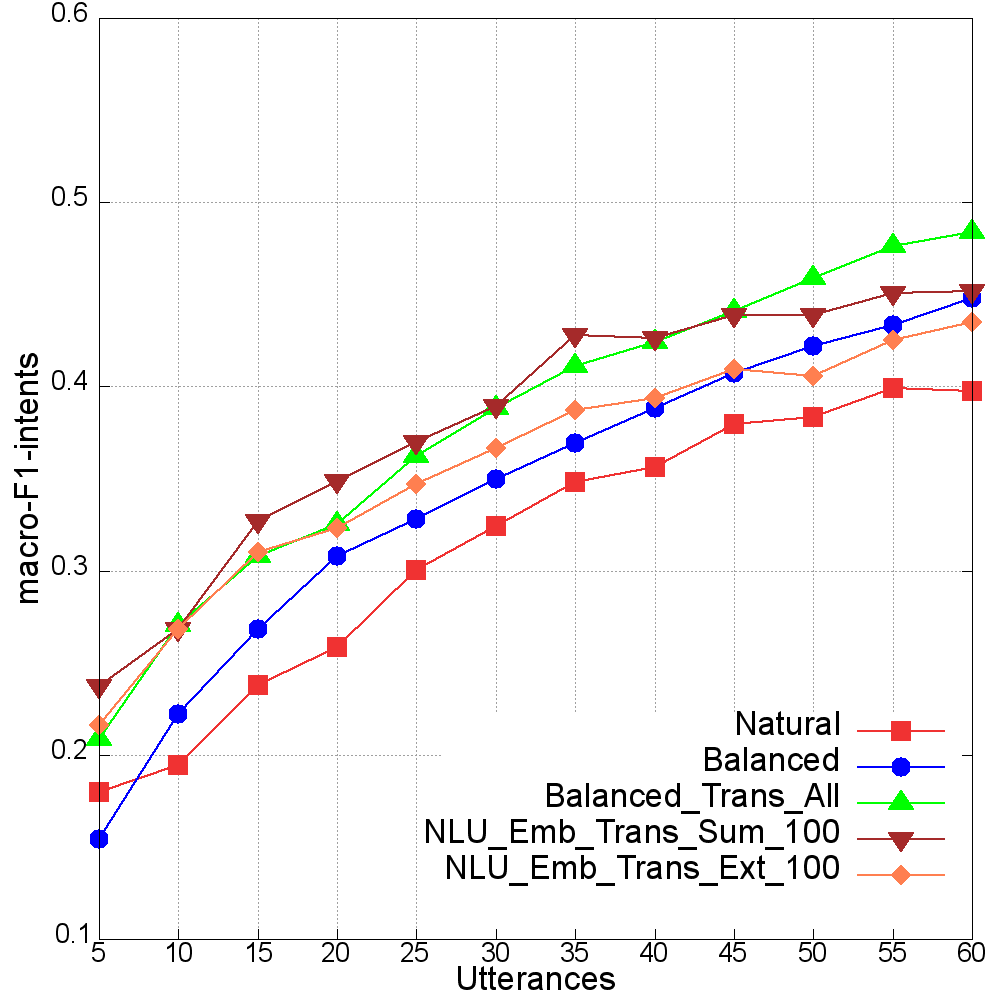 0.6
0.5
0.4
0.3
0.2
0.1
macro-F1-intents
Natural
Balanced
Balanced_Trans_All
NLU_Emb_Trans_Sum_100
NLU_Emb_Trans_Ext_100
5 10 15 20 25 30 35 40 45 50 55 60
Utterances